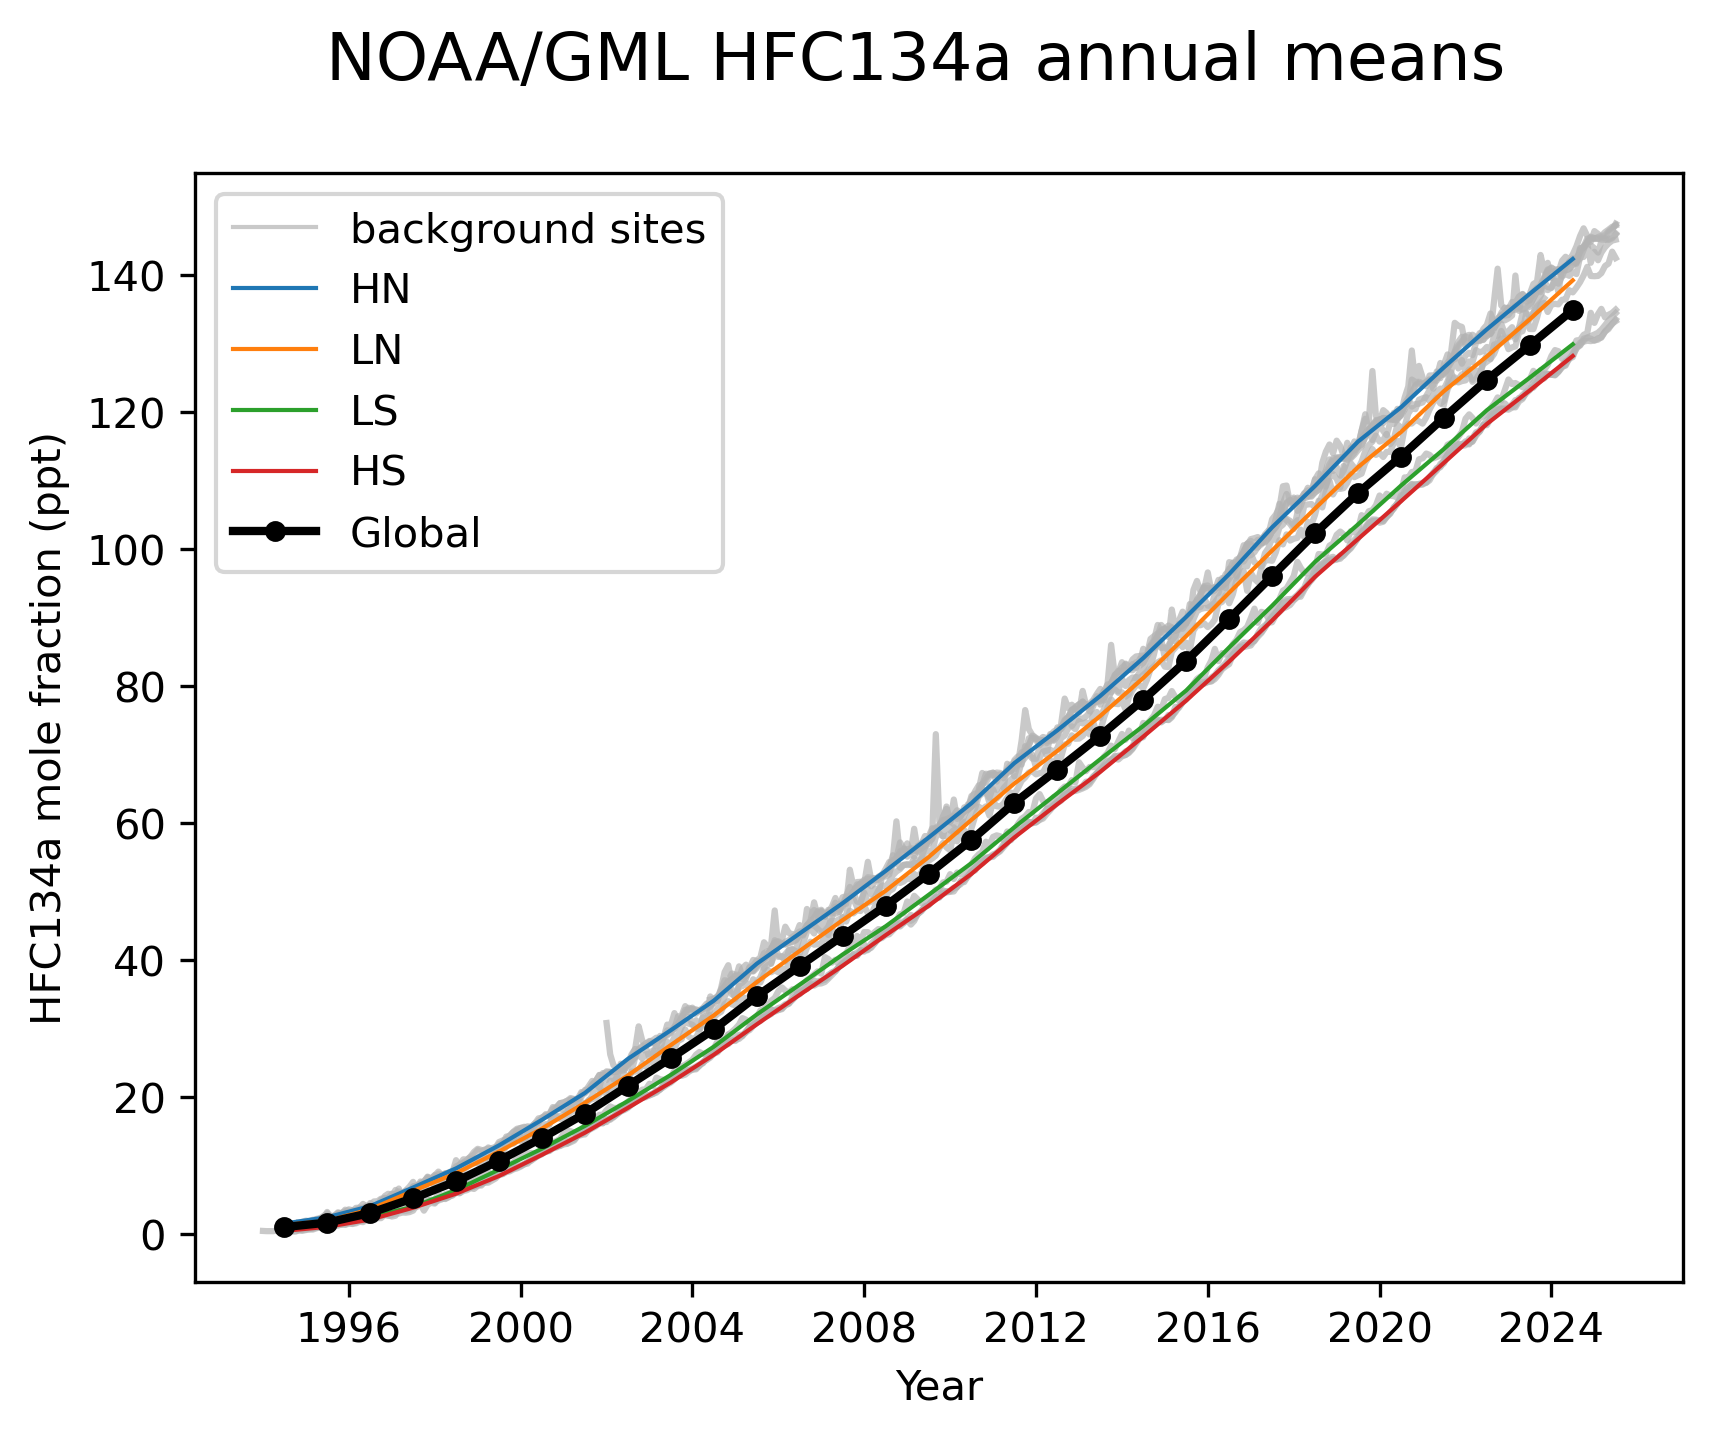 NOAA/GML HFC134a annual means
background sites
HN
LN
LS
HS
Global
140
120
100
80
60
40
20
0
HFC134a mole fraction (ppt)
1996 2000 2004 2008 2012 2016 2020 2024
Year